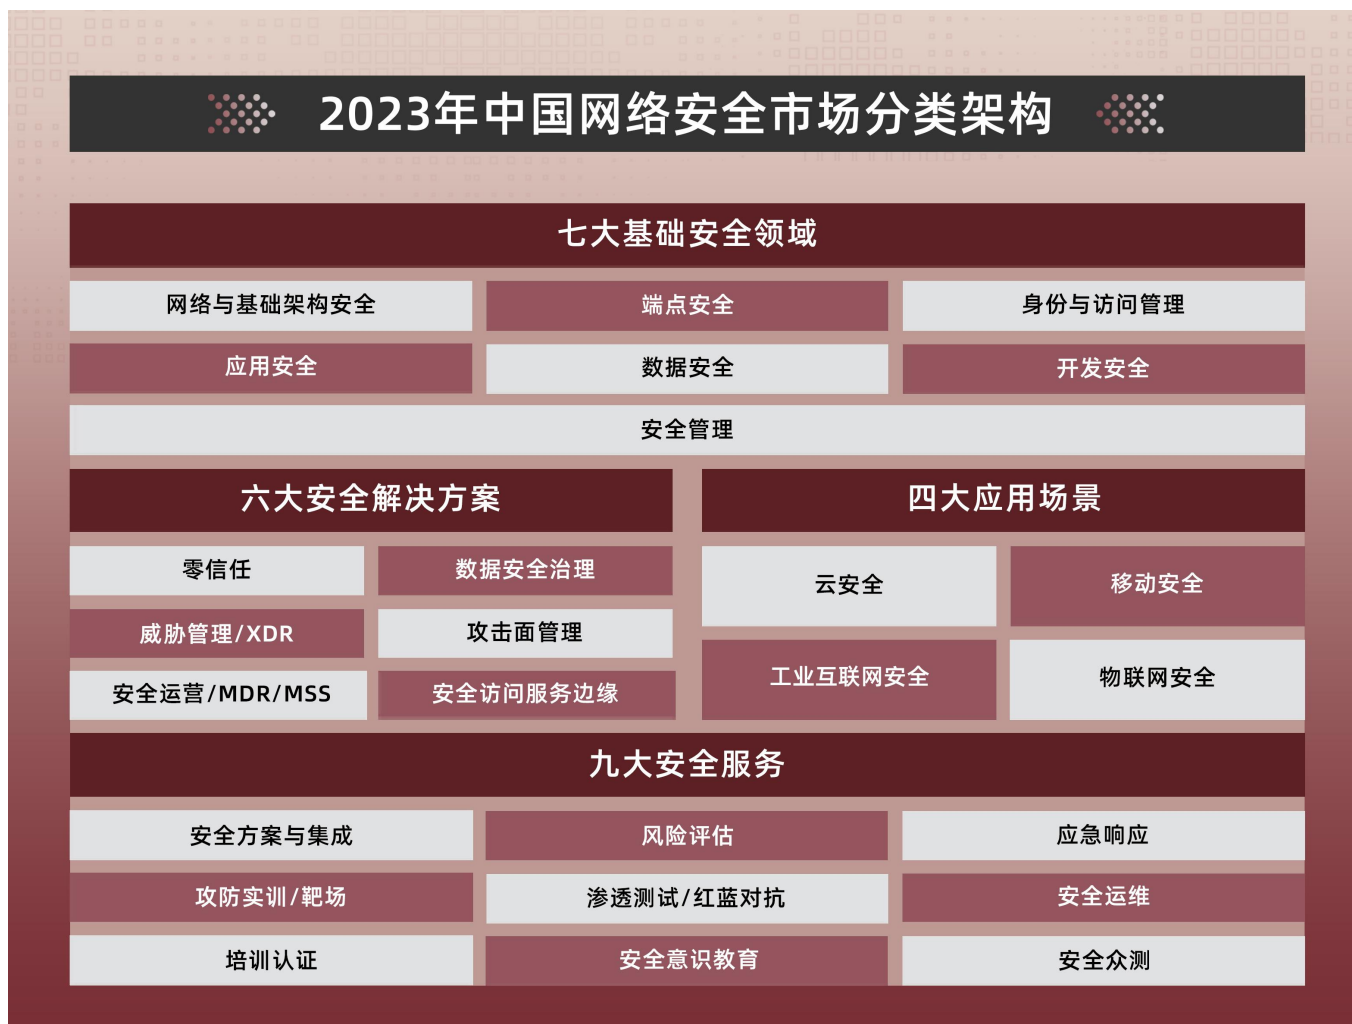 2023年中国网络安全市场分类架构
七大基础安全领域
网络与基础架构安全
端点安全
身份与访问管理
应用安全
数据安全
开发安全
安全管理
六大安全解决方案
零信任
数据安全治理
威胁管理/XDR
攻击面管理
安全运营/MDR/MSS
安全访问服务边缘
四大应用场景
云安全
移动安全
工业互联网安全
物联网安全
九大安全服务
安全方案与集成
风险评估
应急响应
攻防实训/靶场
渗透测试/红蓝对抗
安全运维
培训认证
安全意识教育
安全众测